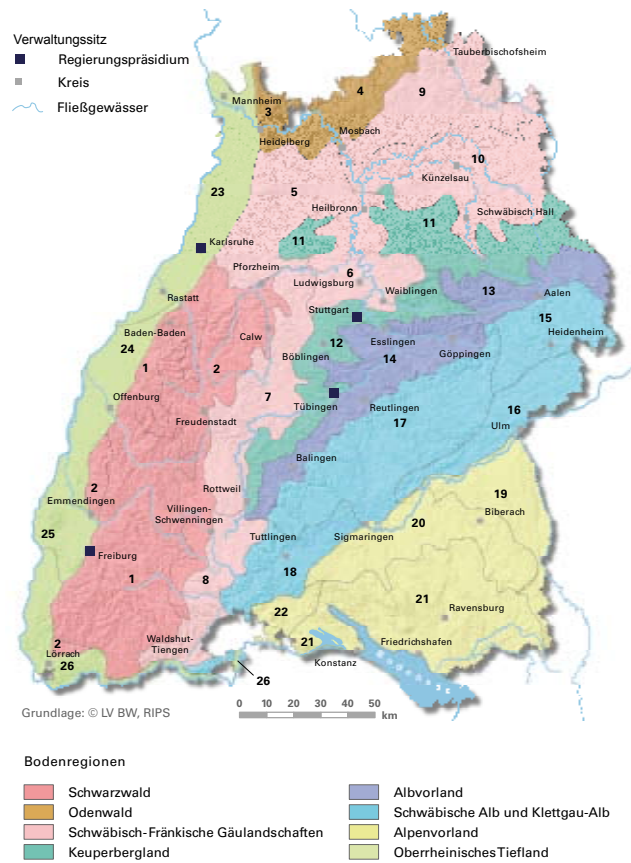 Verwaltungssitz
Regierungspräsidium
Kreis
Fließgewässer
Tauberbischofsheim
Mannheim
4
9
3
Mosbach
Heidelberg
10
Künzelsau
23
5
Heilbronn
Schwäbisch Hall
11
11
Karlsruhe
Pforzheim
6
Ludwigsburg
Waiblingen
13
Aalen
Rastatt
Stuttgart
15
Baden-Baden
Calw
Esslingen
Heidenheim
24
12
Göppingen
1
2
Böblingen
14
7
Offenburg
Tübingen
Reutlingen
16
Freudenstadt
17
Ulm
Balingen
2
Rottweil
19
Emmendingen
Villingen-
Schwenningen
20
Biberach
25
Tuttlingen
Sigmaringen
Freiburg
18
1
8
21
22
Ravensburg
2
Waldshut-
Tiengen
21
Friedrichshafen
Lörrach
26
Konstanz
26
Bodensee
Grundlage: © LV BW, RIPS
0 10 20 30 40 50
km
Bodenregionen
Schwarzwald
Odenwald
Schwäbisch-Fränkische Gäulandschaften
Keuperbergland
Albvorland
Schwäbische Alb und Klettgau-Alb
Alpenvorland
Oberrheinisches Tiefland